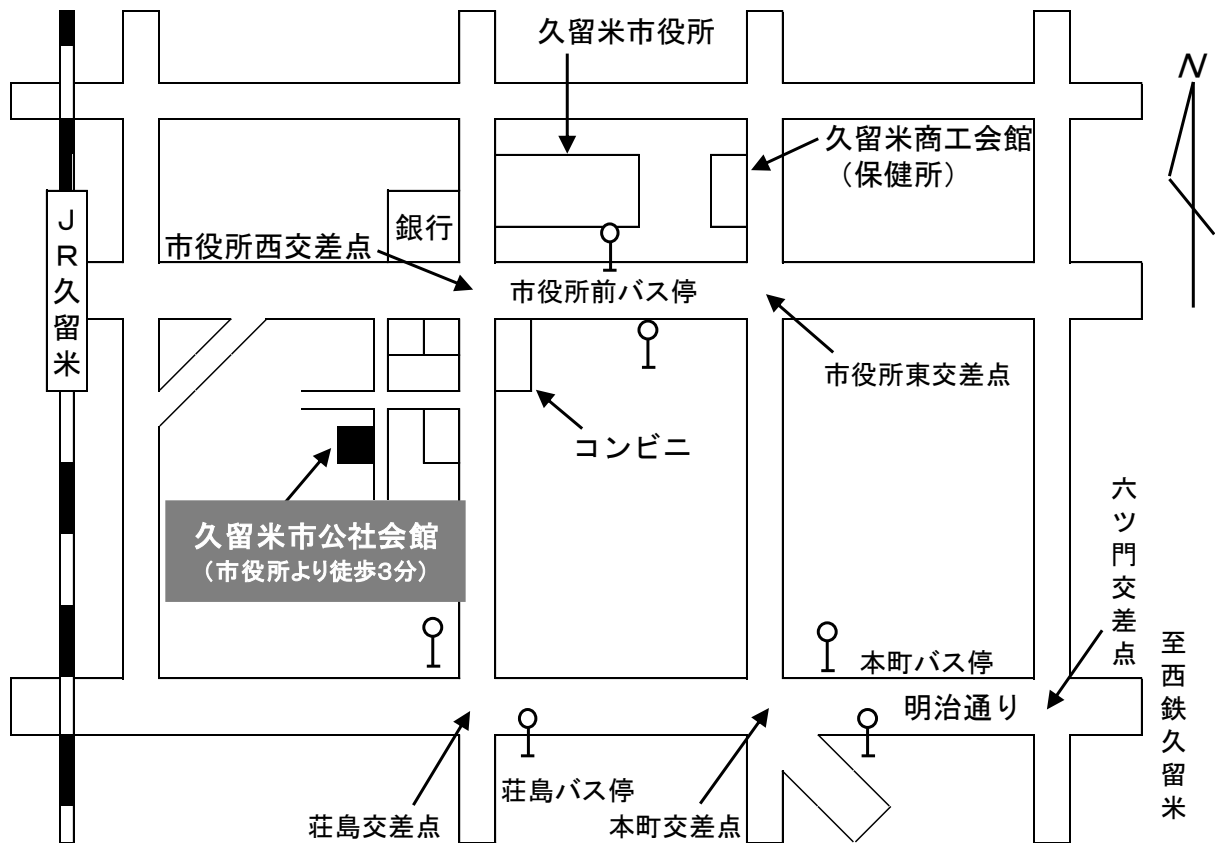 久留米市役所
N
久留米商工会館
（保健所）
銀行
市役所西交差点
JR久留米
市役所前バス停
市役所東交差点
コンビニ
久留米市公社会館
（市役所より徒歩3分）
六ツ門交差点
至西鉄久留米
本町バス停
明治通り
荘島バス停
荘島交差点
本町交差点